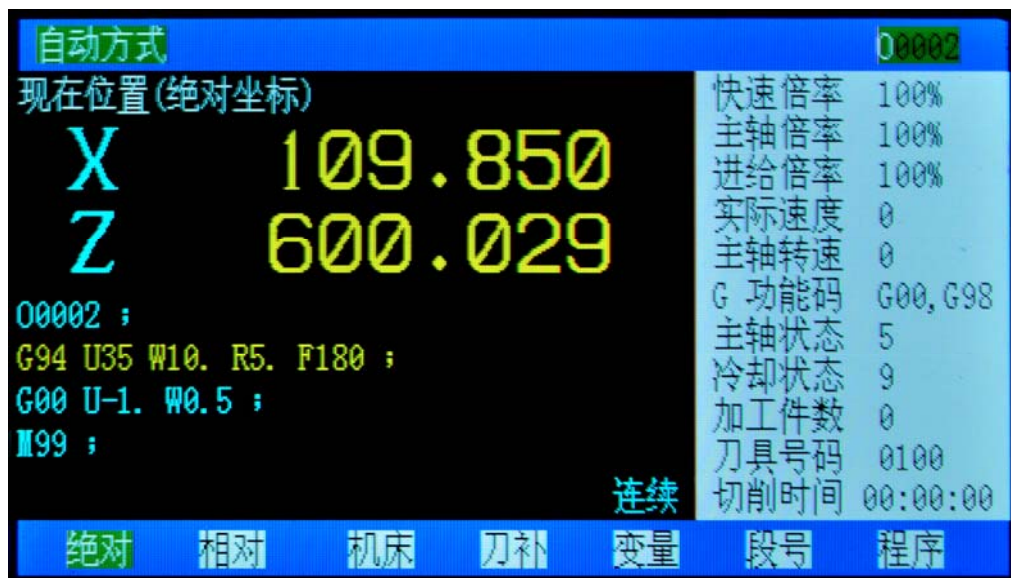 自动方式 O0002
现在位置(绝对坐标)
X 109.850
Z 600.029
O0002 ;
G94 U35 W10. R5. F180 ;
G00 U-1. W0.5 ;
M99 ;
连续
快速倍率 100%
主轴倍率 100%
进给倍率 100%
实际速度 0
主轴转速 0
G 功能码 G00,G98
主轴状态 5
冷却状态 9
加工件数 0
刀具号码 0100
切削时间 00:00:00
绝对 相对 机床 刀补 变量 段号 程序